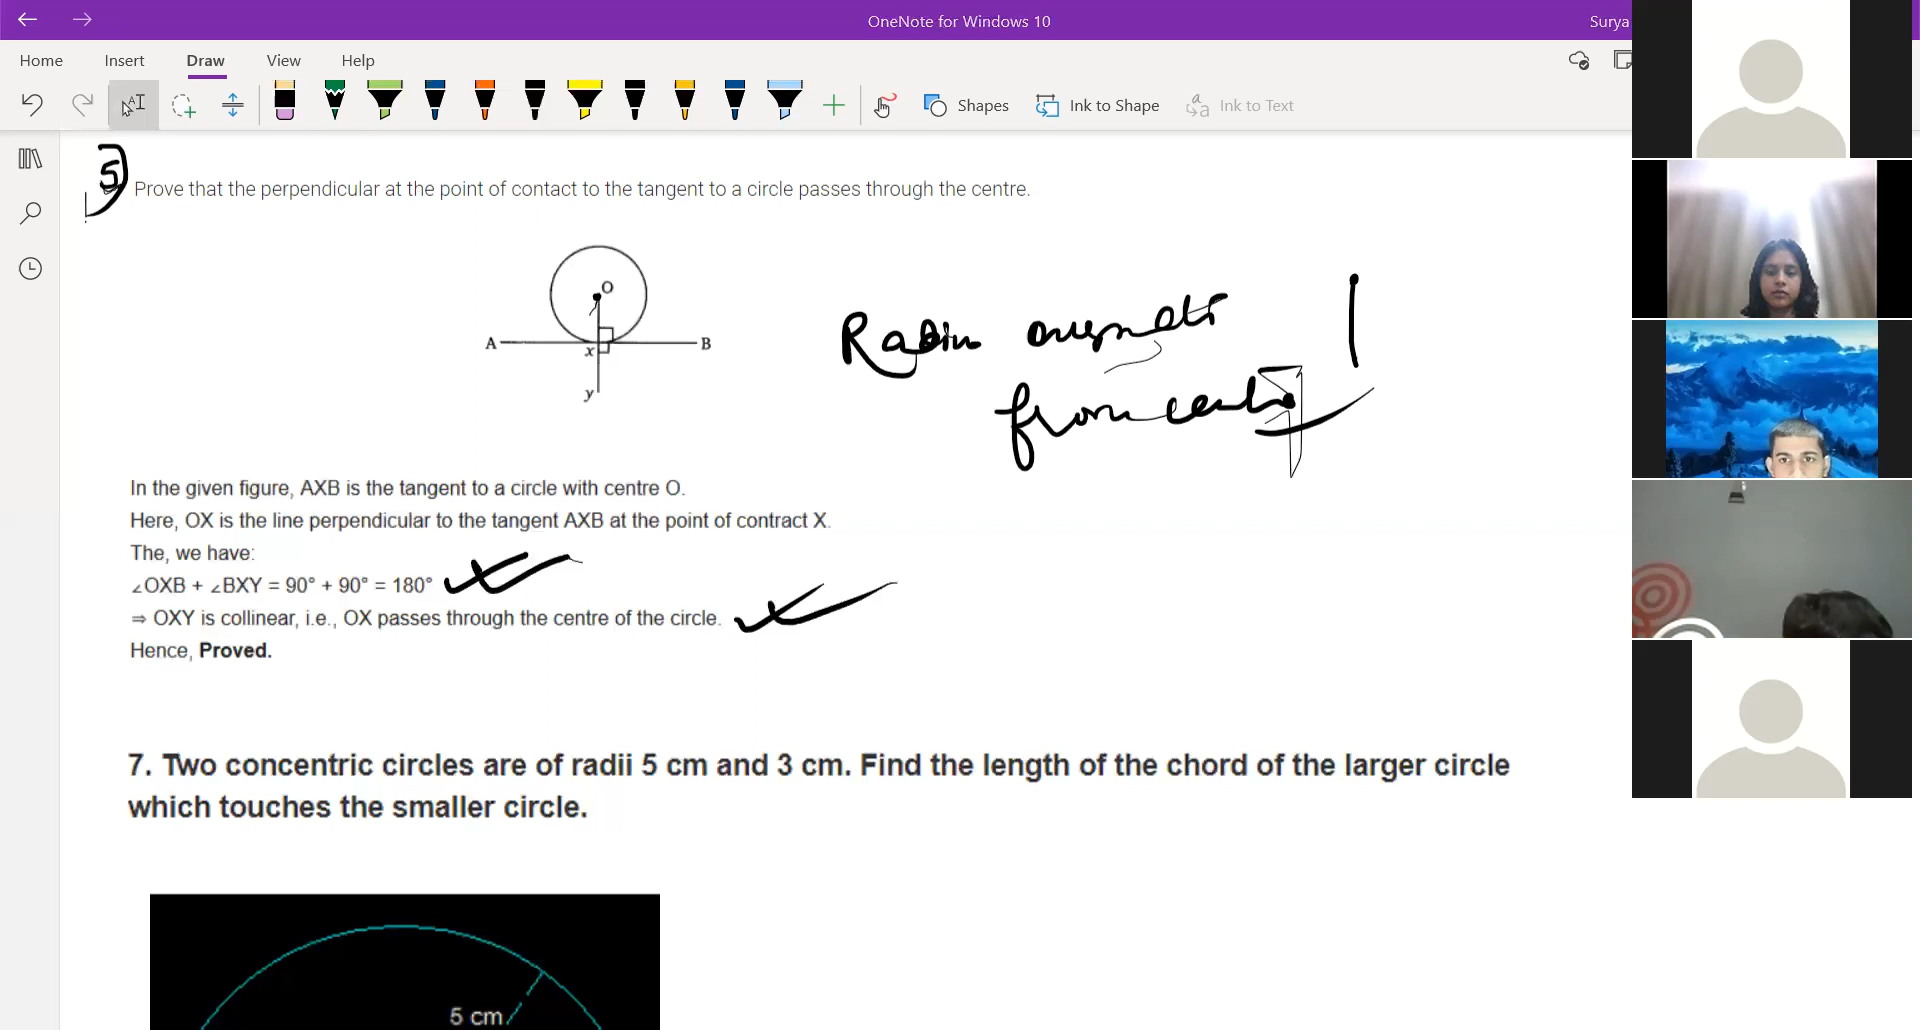 OneNote for Windows 10
Surya
Home Insert Draw View Help
Shapes Ink to Shape Ink to Text
5
Prove that the perpendicular at the point of contact to the tangent to a circle passes through the centre.
O
A x B
y
from
In the given figure, AXB is the tangent to a circle with centre O.
Here, OX is the line perpendicular to the tangent AXB at the point of contract X.
The, we have:
∠OXB + ∠BXY = 90° + 90° = 180°
⇒ OXY is collinear, i.e., OX passes through the centre of the circle.
Hence, Proved.
7. Two concentric circles are of radii 5 cm and 3 cm. Find the length of the chord of the larger circle
which touches the smaller circle.
5 cm